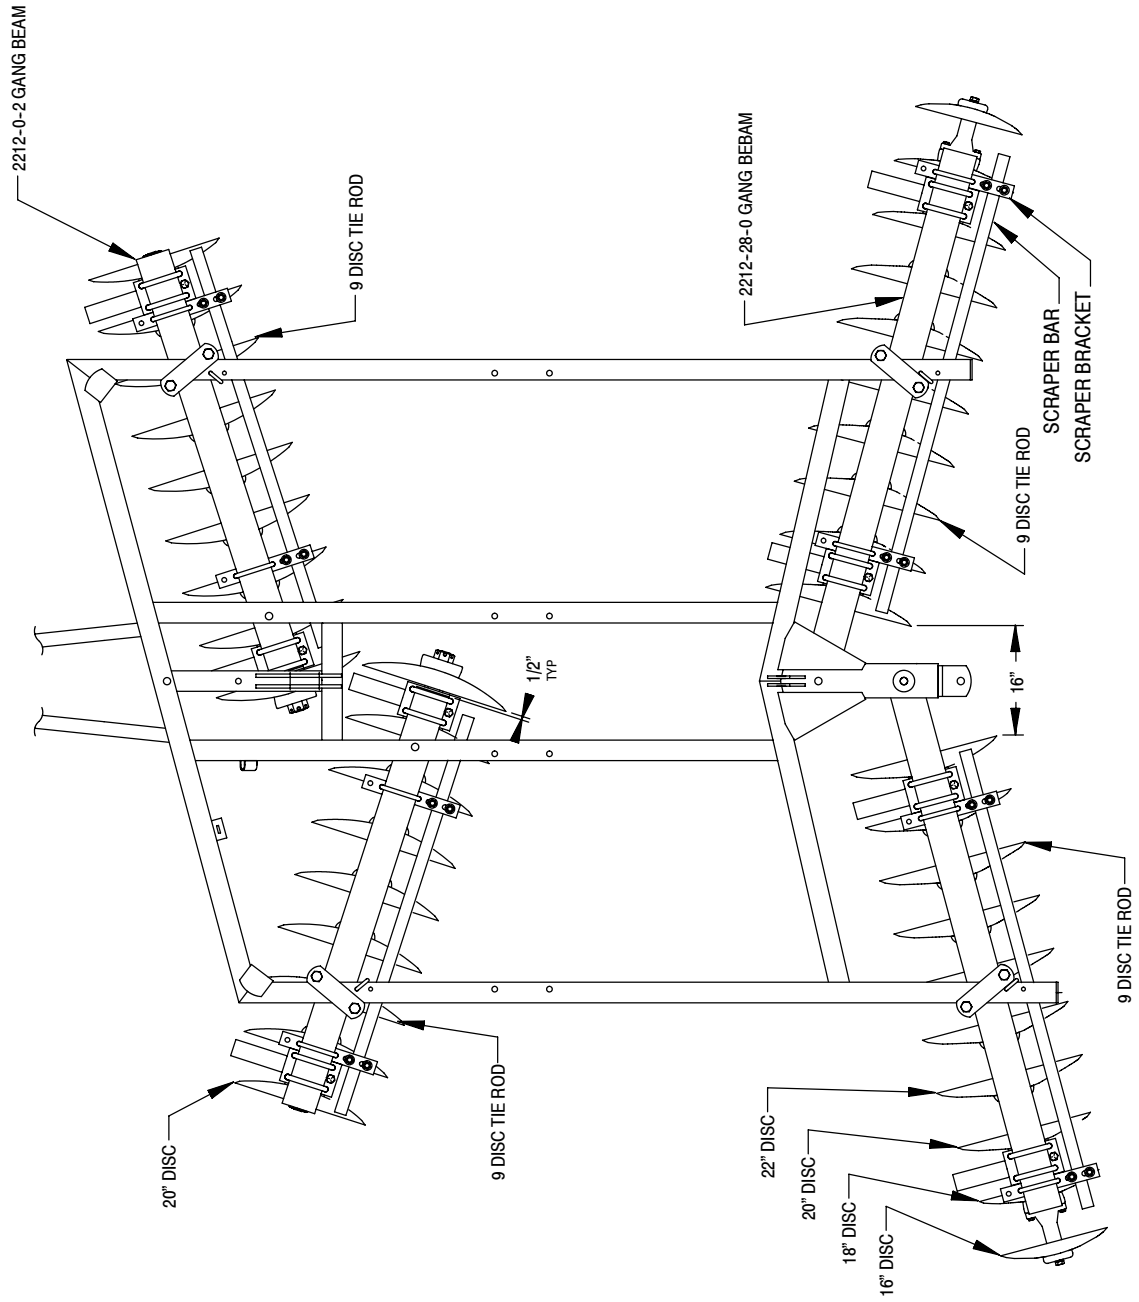 2212-0-2 GANG BEAM
9 DISC TIE ROD
2212-28-0 GANG BEBAM
SCRAPER BAR
SCRAPER BRACKET
9 DISC TIE ROD
1/2"
TYP
16"
9 DISC TIE ROD
9 DISC TIE ROD
20" DISC
22" DISC
20" DISC
18" DISC
16" DISC